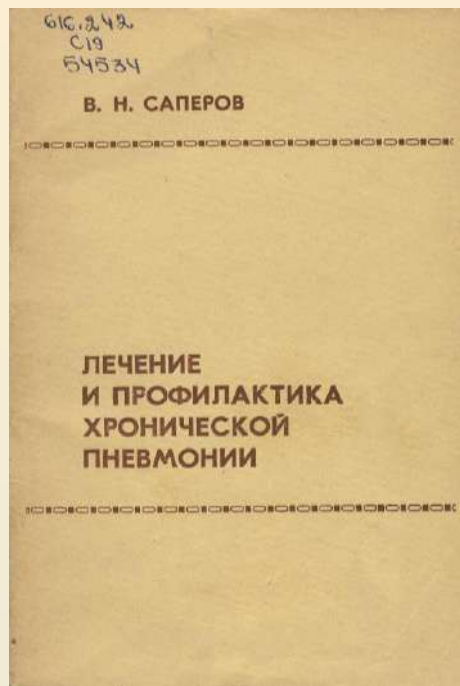 616.242
С19
54534
В. Н. САПЕРОВ
ЛЕЧЕНИЕ
И ПРОФИЛАКТИКА
ХРОНИЧЕСКОЙ
ПНЕВМОНИИ